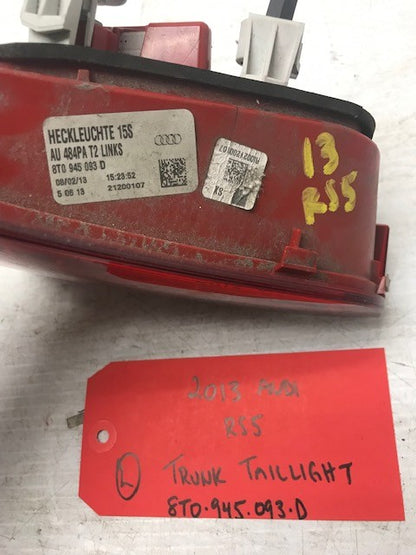 HECKLEUCHTE 15S
AU 484PA T2 LINKS
8T0 945 093 D
08/02/13 15:23:52
5 06 13 21200107
13
RS5
2013 AUDI
RS5
L TRUNK TAILLIGHT
8T0.945.093.D